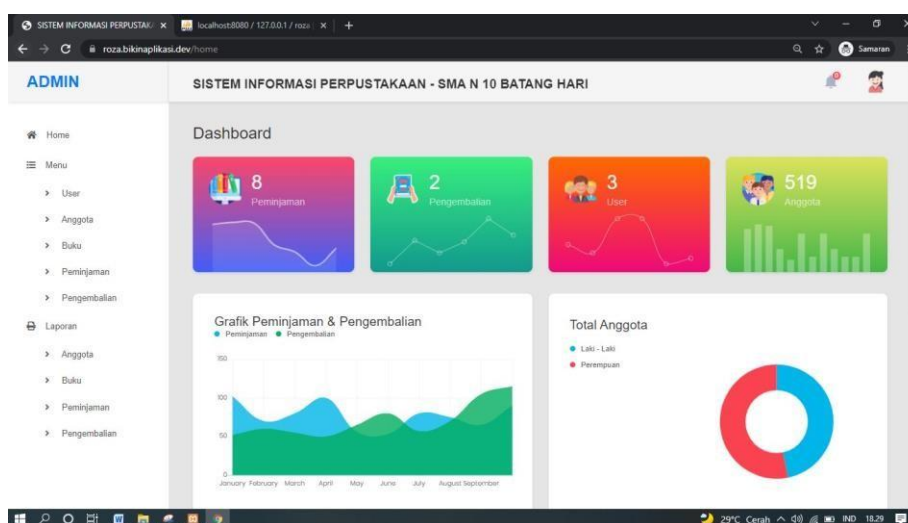 SISTEM INFORMASI PERPUSTAK
localhost:8080 / 127.0.0.1 / roza
roza.bikinaplikasi.dev/home
Samaran
ADMIN
SISTEM INFORMASI PERPUSTAKAAN - SMA N 10 BATANG HARI
Home
Menu
User
Anggota
Buku
Peminjaman
Pengembalian
Laporan
Anggota
Buku
Peminjaman
Pengembalian
Dashboard
8
Peminjaman
2
Pengembalian
3
User
519
Anggota
Grafik Peminjaman & Pengembalian
Peminjaman Pengembalian
150
100
50
0
January February March April May June July August September
Total Anggota
Laki - Laki
Perempuan
29°C Cerah IND 18.29